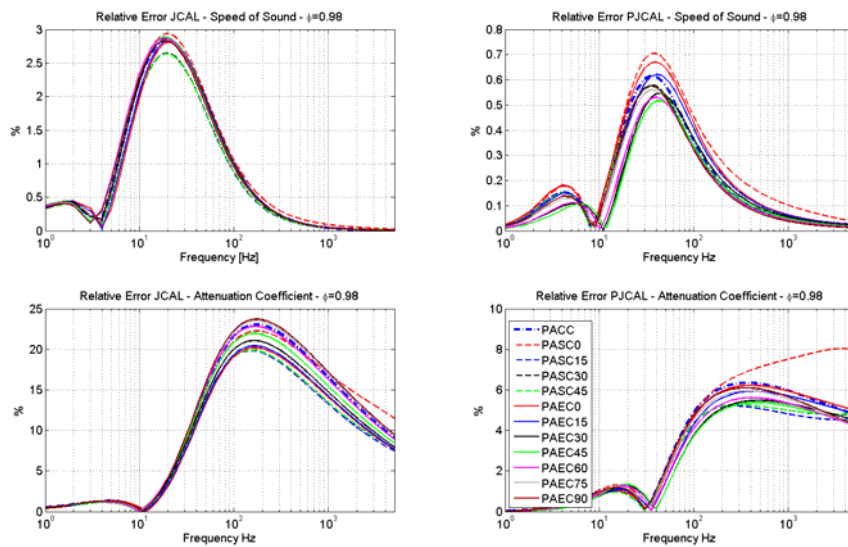 Relative Error JCAL - Speed of Sound - ϕ=0.98
3
2.5
2
1.5
1
0.5
0
%
10^0
10^1
10^2
10^3
Frequency [Hz]
Relative Error PJCAL - Speed of Sound - ϕ=0.98
0.8
0.7
0.6
0.5
0.4
0.3
0.2
0.1
0
%
10^0
10^1
10^2
10^3
Frequency Hz
Relative Error JCAL - Attenuation Coefficient - ϕ=0.98
25
20
15
10
5
0
%
10^0
10^1
10^2
10^3
Frequency Hz
Relative Error PJCAL - Attenuation Coefficient - ϕ=0.98
10
8
6
4
2
0
%
PACC
PASC0
PASC15
PASC30
PASC45
PAEC0
PAEC15
PAEC30
PAEC45
PAEC60
PAEC75
PAEC90
10^0
10^1
10^2
10^3
Frequency Hz